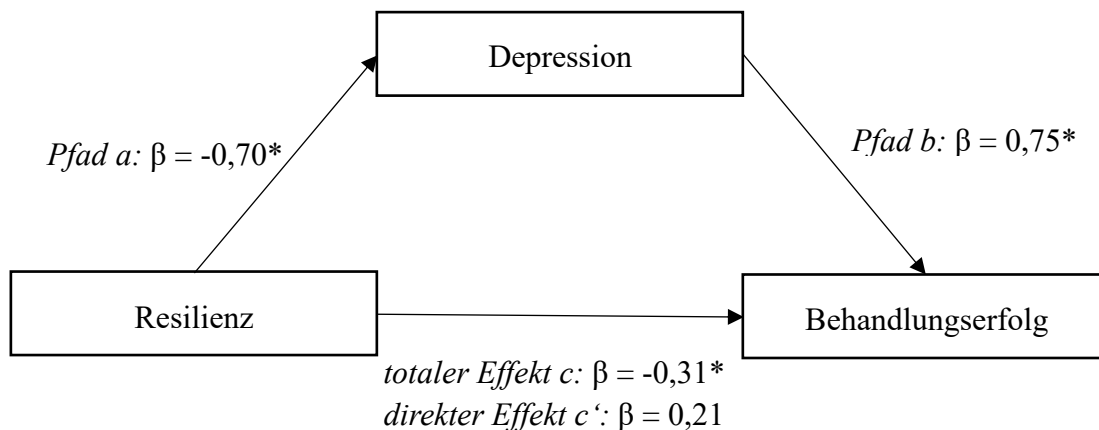 Depression
Pfad a: β = -0,70*
Pfad b: β = 0,75*
Resilienz
Behandlungserfolg
totaler Effekt c: β = -0,31*
direkter Effekt c‘: β = 0,21